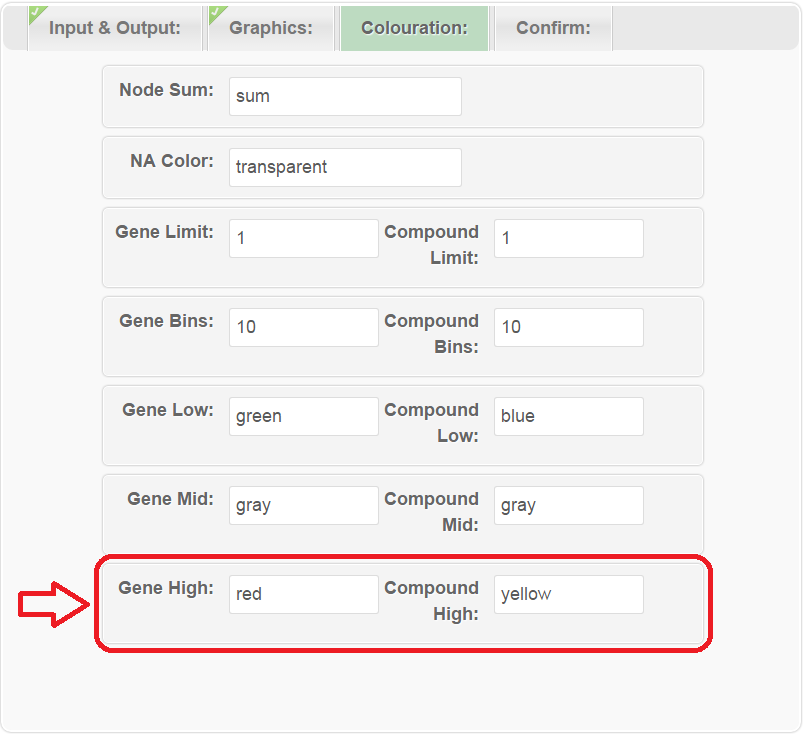 Input & Output: Graphics: Colouration: Confirm:
Node Sum: sum
NA Color: transparent
Gene Limit: 1 Compound Limit: 1
Gene Bins: 10 Compound Bins: 10
Gene Low: green Compound Low: blue
Gene Mid: gray Compound Mid: gray
Gene High: red Compound High: yellow